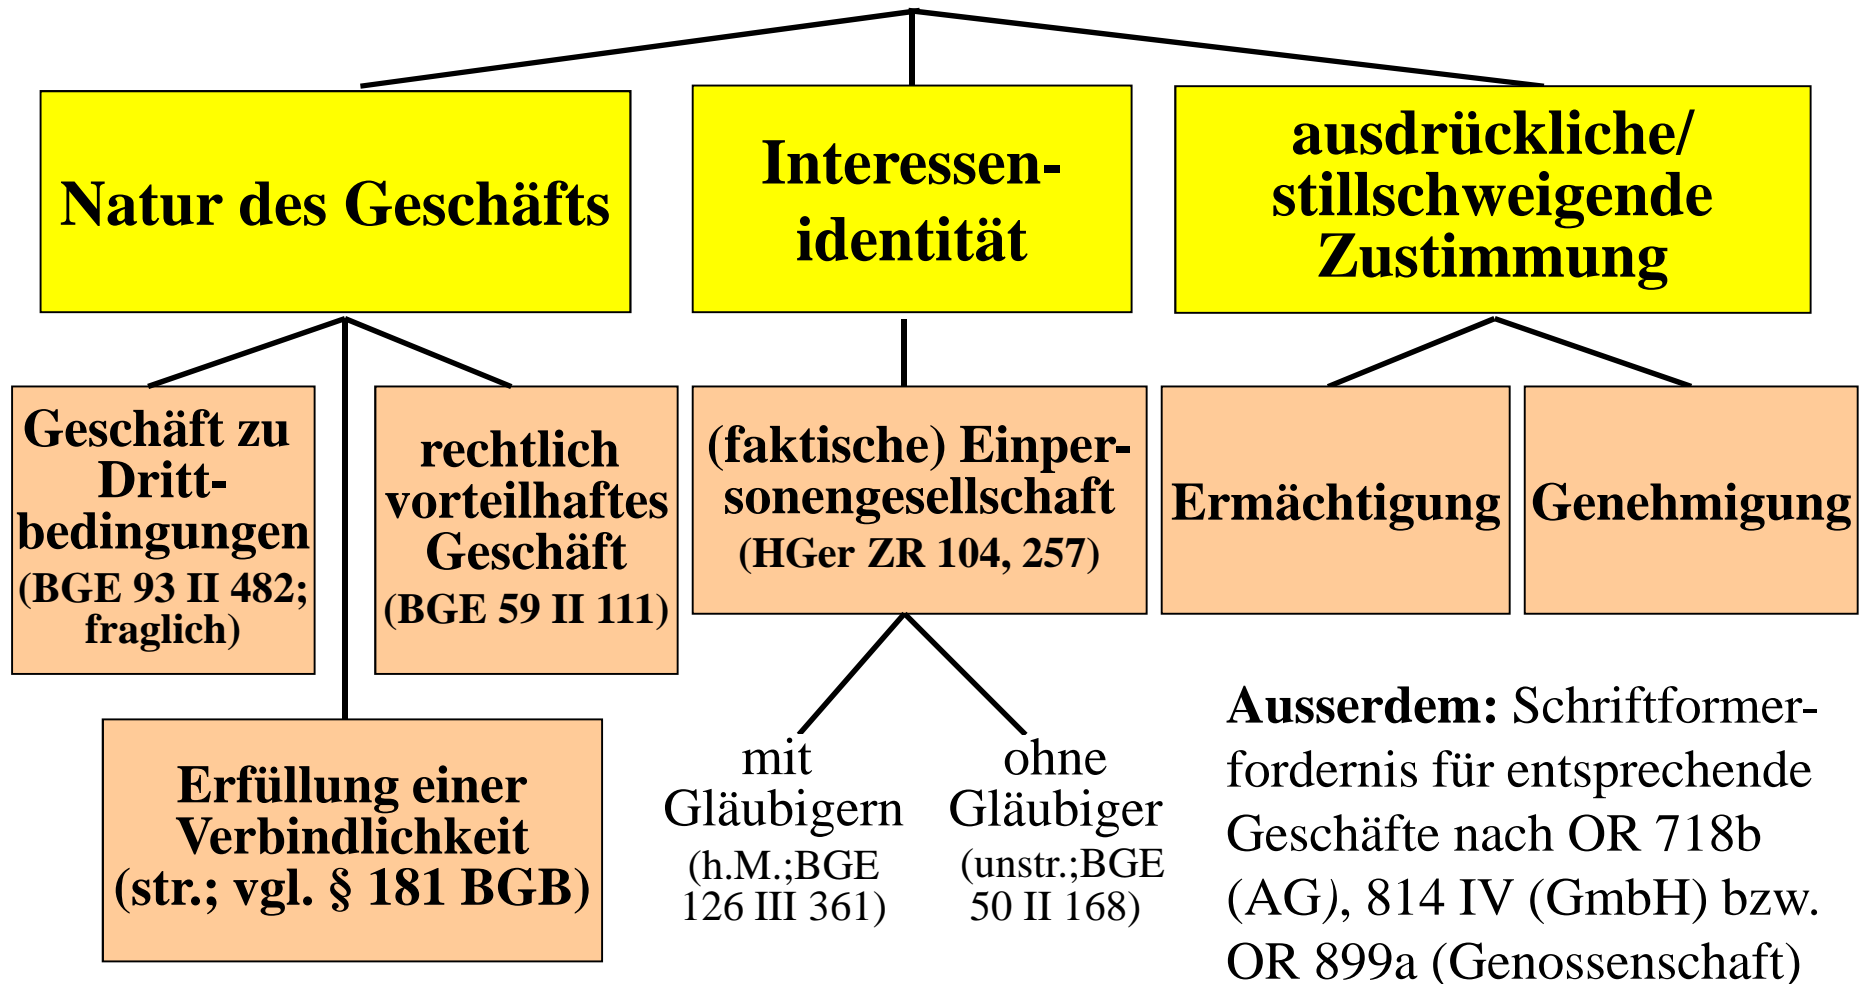 Natur des Geschäfts
Interessen-
identität
ausdrückliche/
stillschweigende
Zustimmung
Geschäft zu
Dritt-
bedingungen
(BGE 93 II 482;
fraglich)
rechtlich
vorteilhaftes
Geschäft
(BGE 59 II 111)
(faktische) Einper-
sonengesellschaft
(HGer ZR 104, 257)
Ermächtigung
Genehmigung
Erfüllung einer
Verbindlichkeit
(str.; vgl. § 181 BGB)
mit
Gläubigern
(h.M.;BGE
126 III 361)
ohne
Gläubiger
(unstr.;BGE
50 II 168)
Ausserdem: Schriftformer-
fordernis für entsprechende
Geschäfte nach OR 718b
(AG), 814 IV (GmbH) bzw.
OR 899a (Genossenschaft)